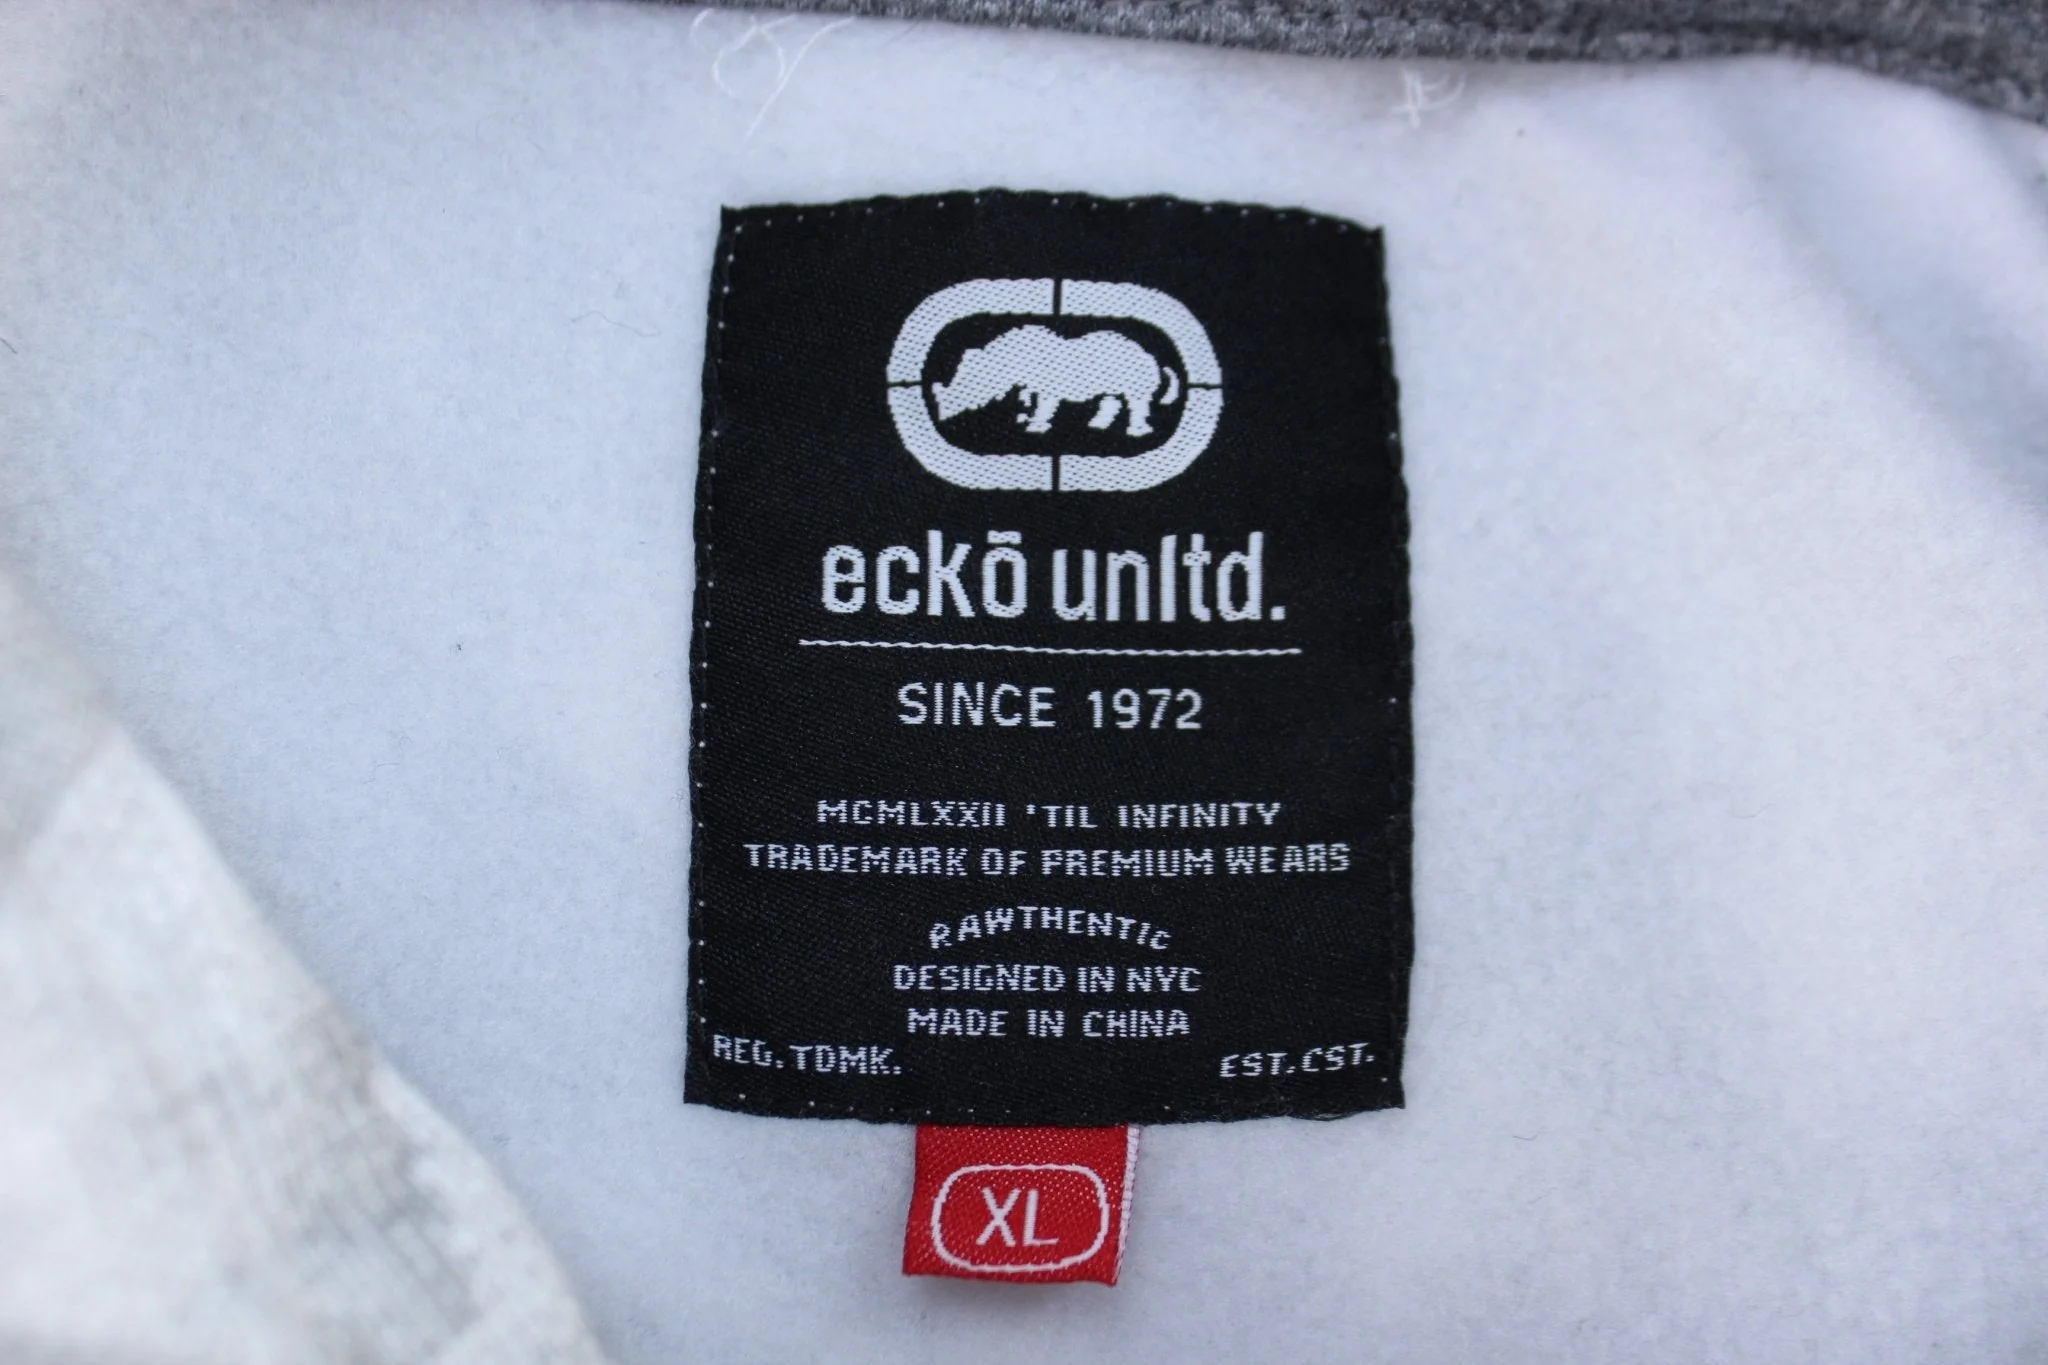 eckō unltd.
SINCE 1972
MCMLXXII 'TIL INFINITY
TRADEMARK OF PREMIUM WEARS
RAWTHENTIC
DESIGNED IN NYC
MADE IN CHINA
REG. TDMK. EST. CST.
XL